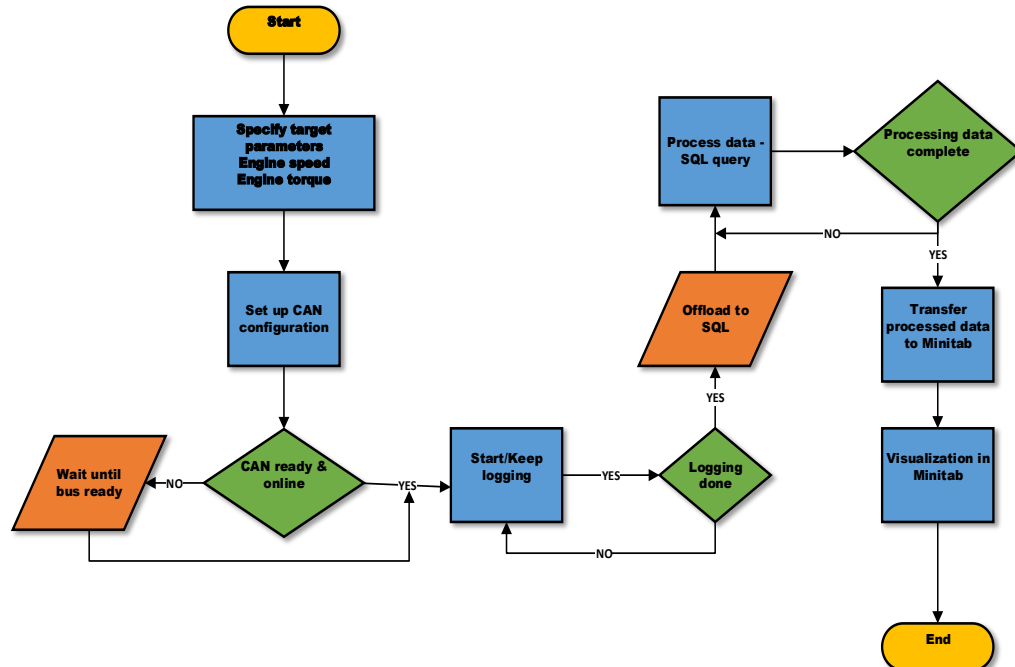 Start
Specify target
parameters
Engine speed
Engine torque
Set up CAN
configuration
CAN ready &
online
NO
Wait until
bus ready
YES
Start/Keep
logging
YES
Logging
done
NO
YES
Offload to
SQL
Process data -
SQL query
Processing data
complete
NO
YES
Transfer
processed data
to Minitab
Visualization in
Minitab
End